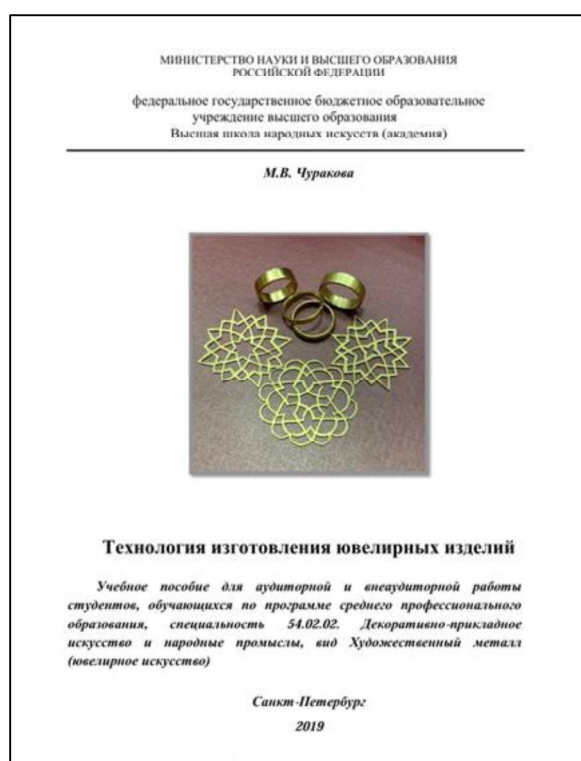 МИНИСТЕРСТВО НАУКИ И ВЫСШЕГО ОБРАЗОВАНИЯ
РОССИЙСКОЙ ФЕДЕРАЦИИ
федеральное государственное бюджетное образовательное
учреждение высшего образования
Высшая школа народных искусств (академия)
М.В. Чуракова
Технология изготовления ювелирных изделий
Учебное пособие для аудиторной и внеаудиторной работы
студентов, обучающихся по программе среднего профессионального
образования, специальность 54.02.02. Декоративно-прикладное
искусство и народные промыслы, вид Художественный металл
(ювелирное искусство)
Санкт-Петербург
2019